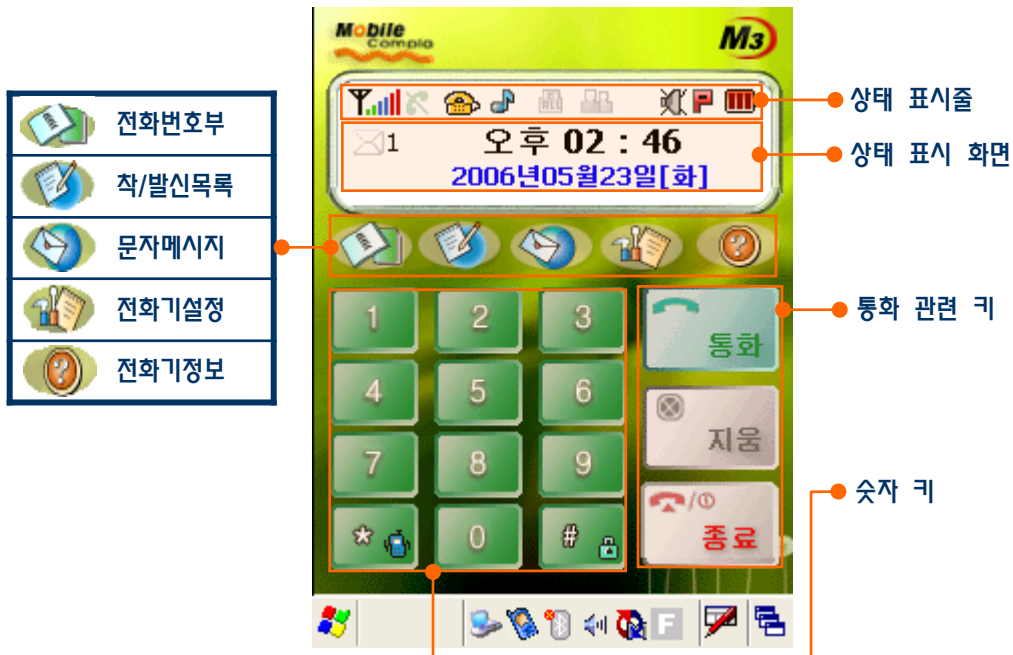 Mobile
Compia
M3
상태 표시줄
1
오후 02 : 46
2006년05월23일[화]
상태 표시 화면
전화번호부
착/발신목록
문자메시지
전화기설정
전화기정보
1 2 3
4 5 6
7 8 9
* 0 #
통화
지움
종료
통화 관련 키
숫자 키
F